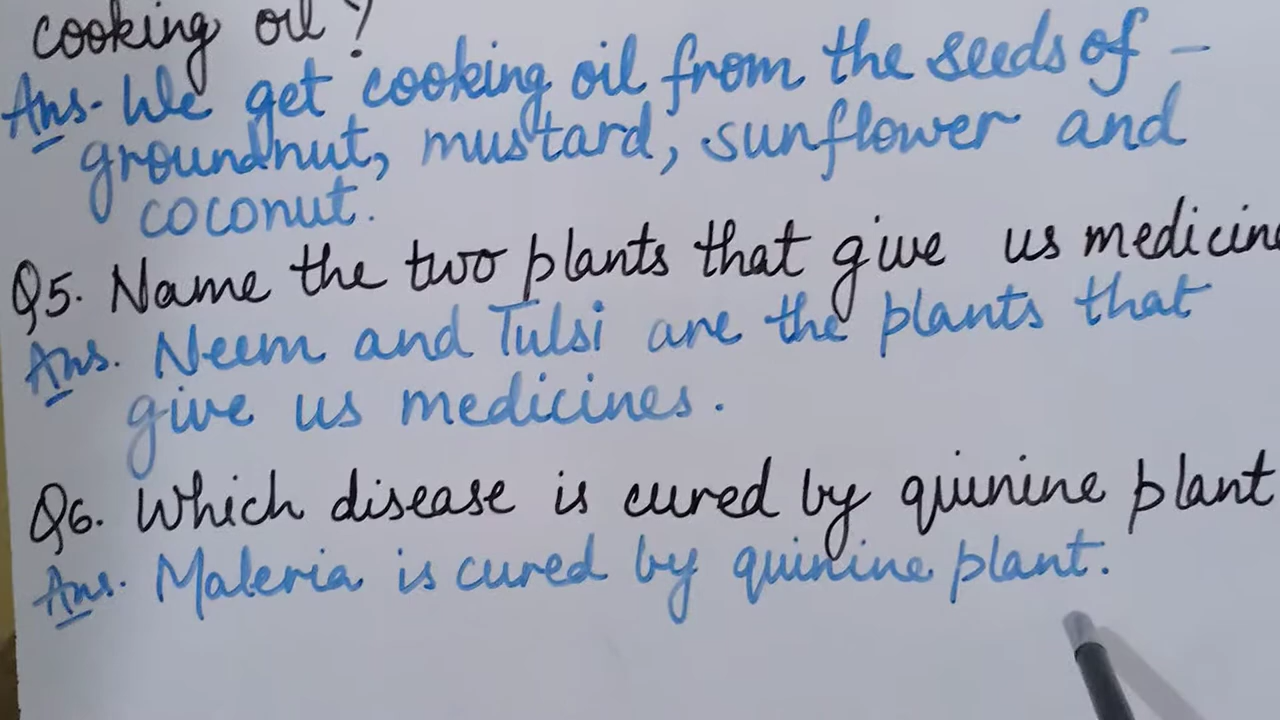 cooking oil?
Ans. We get cooking oil from the seeds of -
groundnut, mustard, sunflower and
coconut.
Q5. Name the two plants that give us medicin
Ans. Neem and Tulsi are the plants that
give us medicines.
Q6. Which disease is cured by quinine plant
Ans. Maleria is cured by quinine plant.